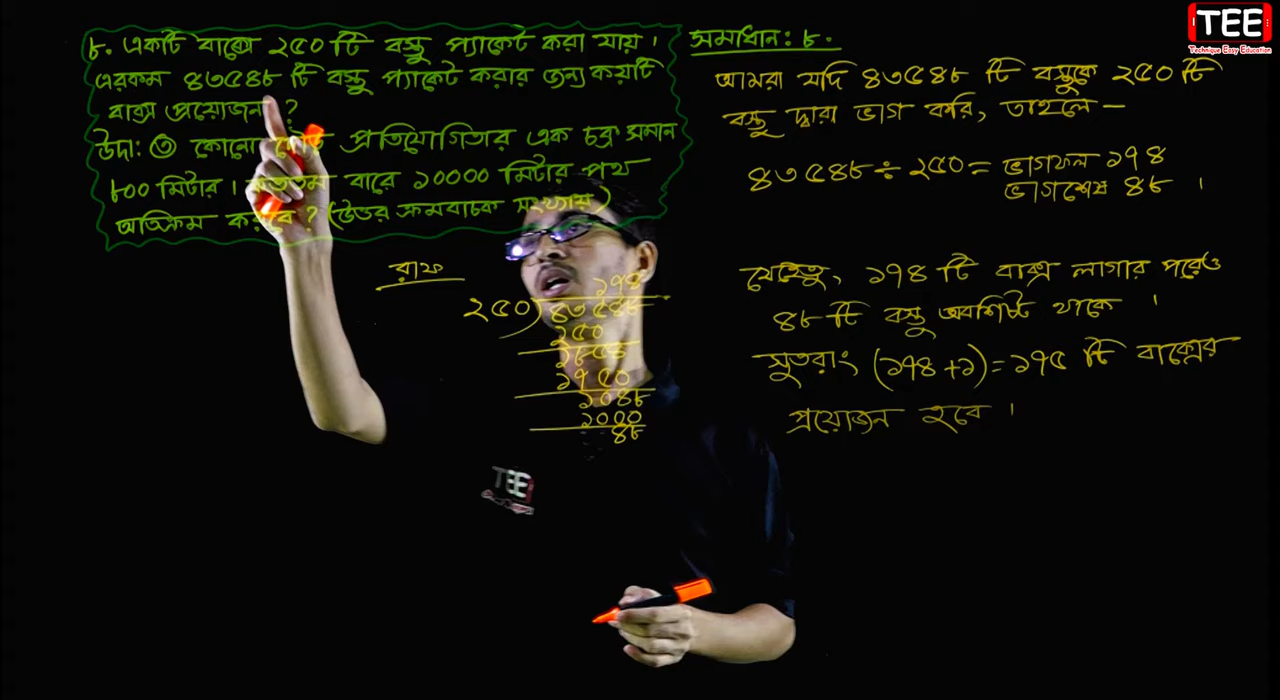 ৮. একটি বাক্সে ২৫০ টি বস্তু প্যাকেট করা যায়।
এরকম ৪৩৫৪৮ টি বস্তু প্যাকেট করার জন্য কয়টি
বাক্স প্রয়োজন ?
উদা: ৩ কোনো প্রতিযোগিতার এক চক্র সমান
৮০০ মিটার। বারে ১০০০০ মিটার পথ
অতিক্রম করবে ? (উত্তর ক্রমবাচক সংখ্যায়)
সমাধান: ৮.
আমরা যদি ৪৩৫৪৮ টি বস্তুকে ২৫০ টি
বস্তু দ্বারা ভাগ করি, তাহলে –
৪৩৫৪৮ ÷ ২৫০ = ভাগফল ১৭৪
ভাগশেষ ৪৮ ।
যেহেতু, ১৭৪ টি বাক্স লাগার পরেও
৪৮ টি বস্তু অবশিষ্ট থাকে ।
সুতরাং (১৭৪ + ১) = ১৭৫ টি বাক্সের
প্রয়োজন হবে ।
রাফ
১৭৪
২৫০ ) ৪৩৫৪৮
২৫০
১৮৫৪
১৭৫০
১০৪৮
১০০০
৪৮
TEE
TEE
Technique Easy Education